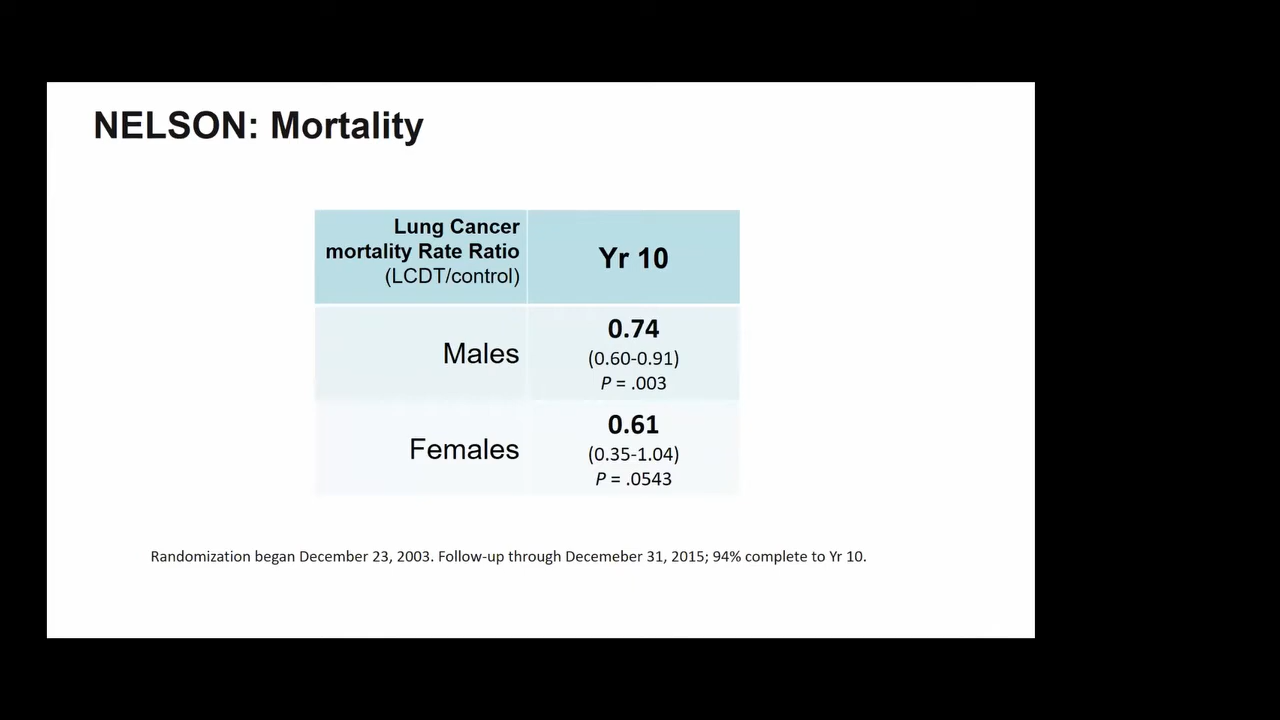 NELSON: Mortality
Lung Cancer
mortality Rate Ratio
(LCDT/control)
Yr 10
Males
0.74
(0.60-0.91)
P = .003
Females
0.61
(0.35-1.04)
P = .0543
Randomization began December 23, 2003. Follow-up through Decemeber 31, 2015; 94% complete to Yr 10.